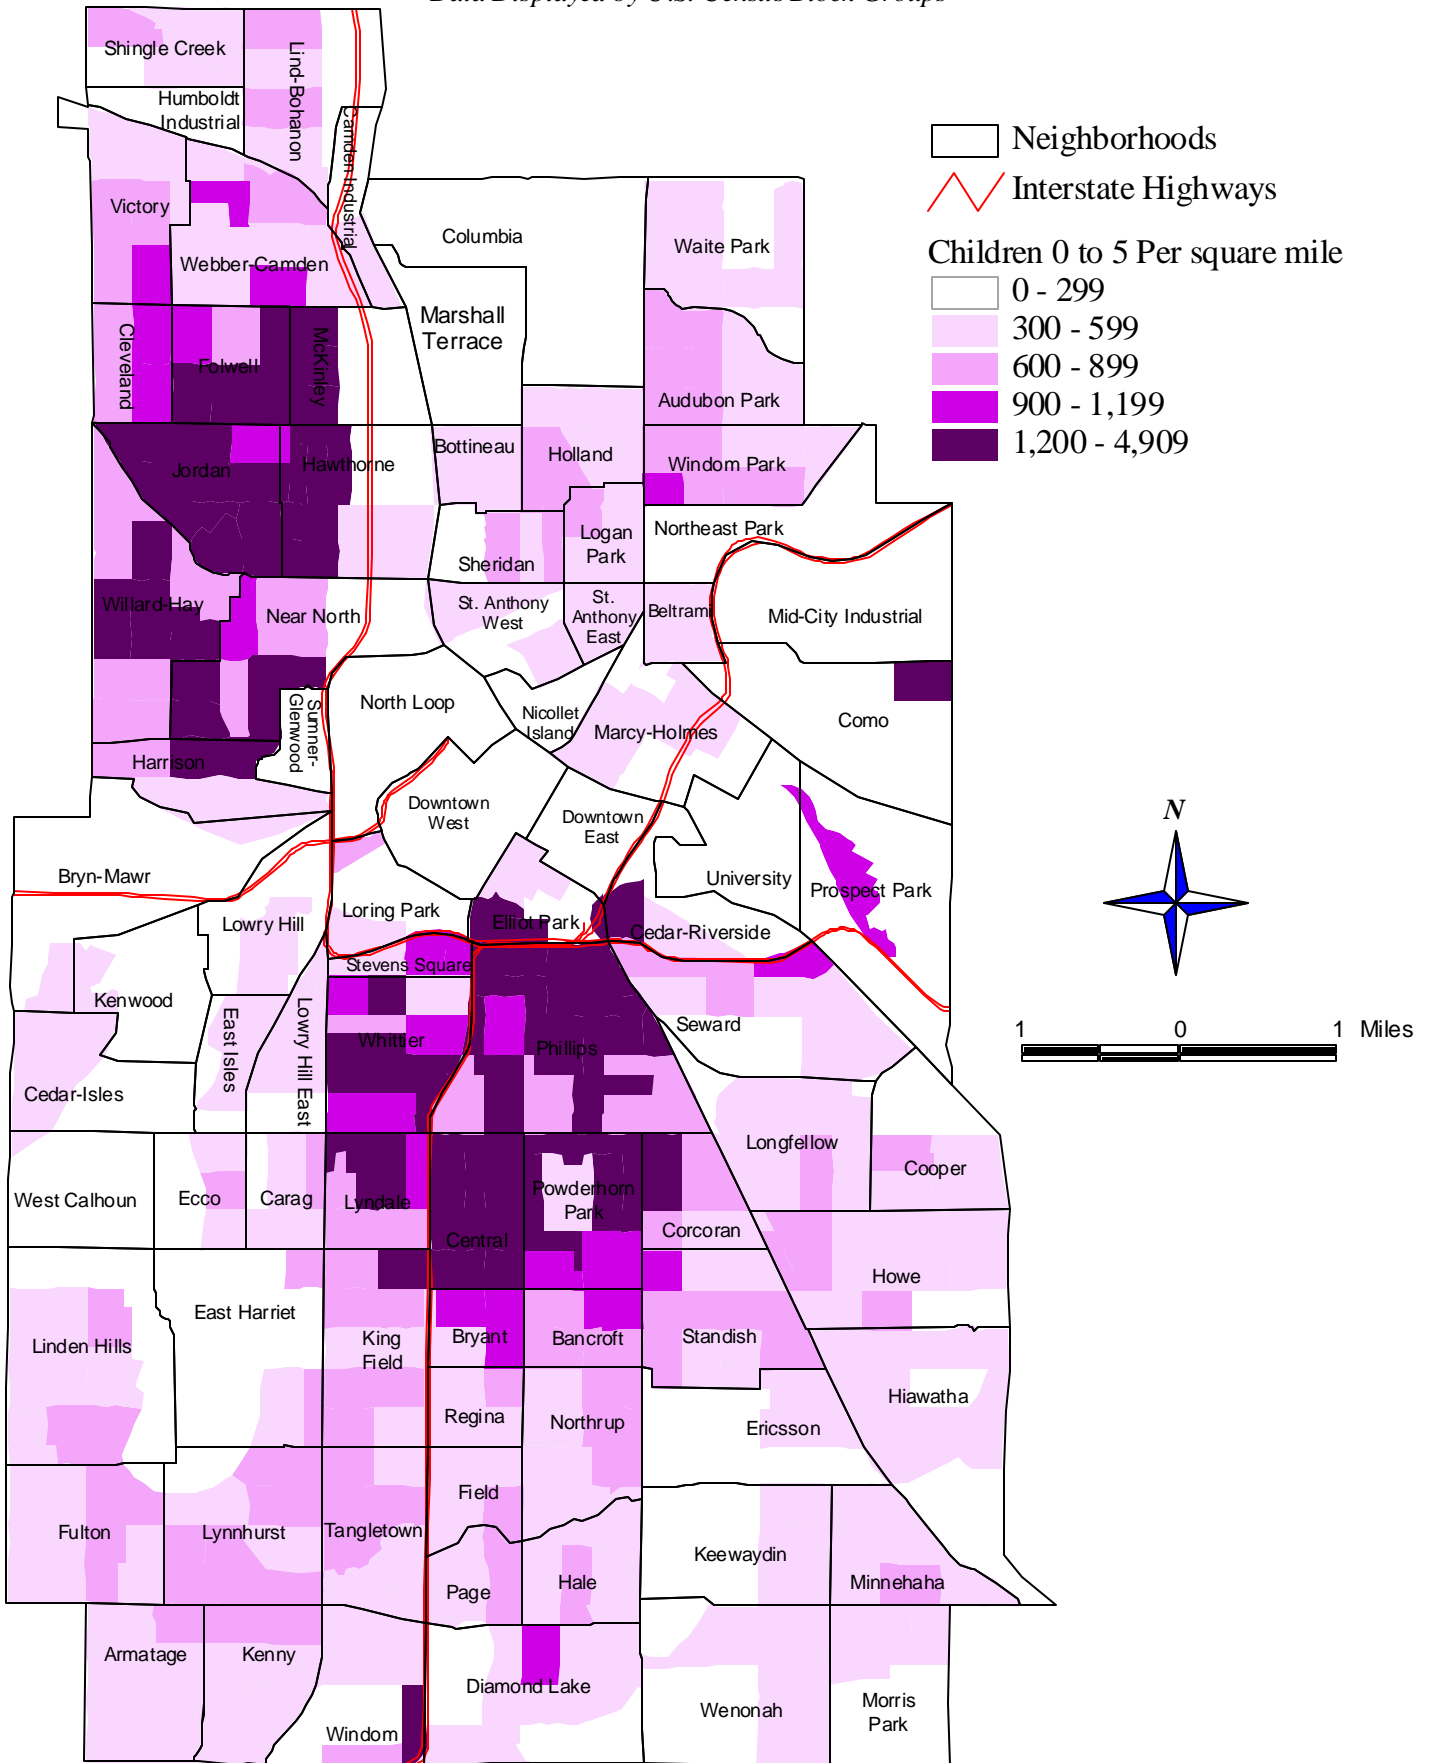 Data Displayed by U.S. Census Block Groups
Shingle Creek
Lind-Bohanon
Humboldt
Industrial
Camden Industrial
Neighborhoods
Interstate Highways
Children 0 to 5 Per square mile
0 - 299
300 - 599
600 - 899
900 - 1,199
1,200 - 4,909
Victory
Columbia
Waite Park
Webber-Camden
Marshall
Terrace
Cleveland
Folwell
McKinley
Audubon Park
Bottineau
Holland
Windom Park
Jordan
Hawthorne
Northeast Park
Logan
Park
Sheridan
Willard-Hay
Near North
St. Anthony
West
St.
Anthony
East
Beltrami
Mid-City Industrial
North Loop
Sumner-
Glenwood
Nicollet
Island
Marcy-Holmes
Como
Harrison
Downtown
West
Downtown
East
N
Bryn-Mawr
University
Prospect Park
Lowry Hill
Loring Park
Elliot Park
Cedar-Riverside
Stevens Square
Kenwood
East Isles
Lowry Hill East
Whittier
Phillips
Seward
1 0 1 Miles
Cedar-Isles
Longfellow
Cooper
West Calhoun
Ecco
Carag
Lyndale
Powderhorn
Park
Central
Corcoran
Howe
East Harriet
Linden Hills
King
Field
Bryant
Bancroft
Standish
Hiawatha
Regina
Northrup
Ericsson
Field
Fulton
Lynnhurst
Tangletown
Keewaydin
Page
Hale
Minnehaha
Armatage
Kenny
Diamond Lake
Wenonah
Morris
Park
Windom